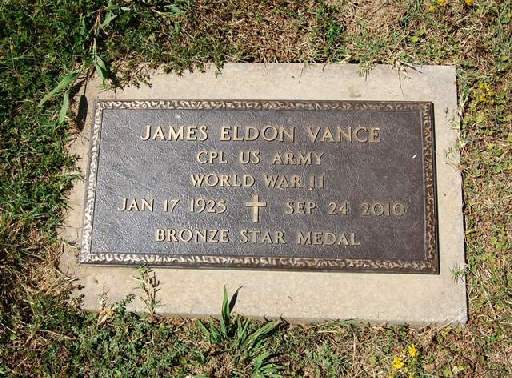 JAMES ELDON VANCE
CPL US ARMY
WORLD WAR II
JAN 17 1925 SEP 24 2010
BRONZE STAR MEDAL